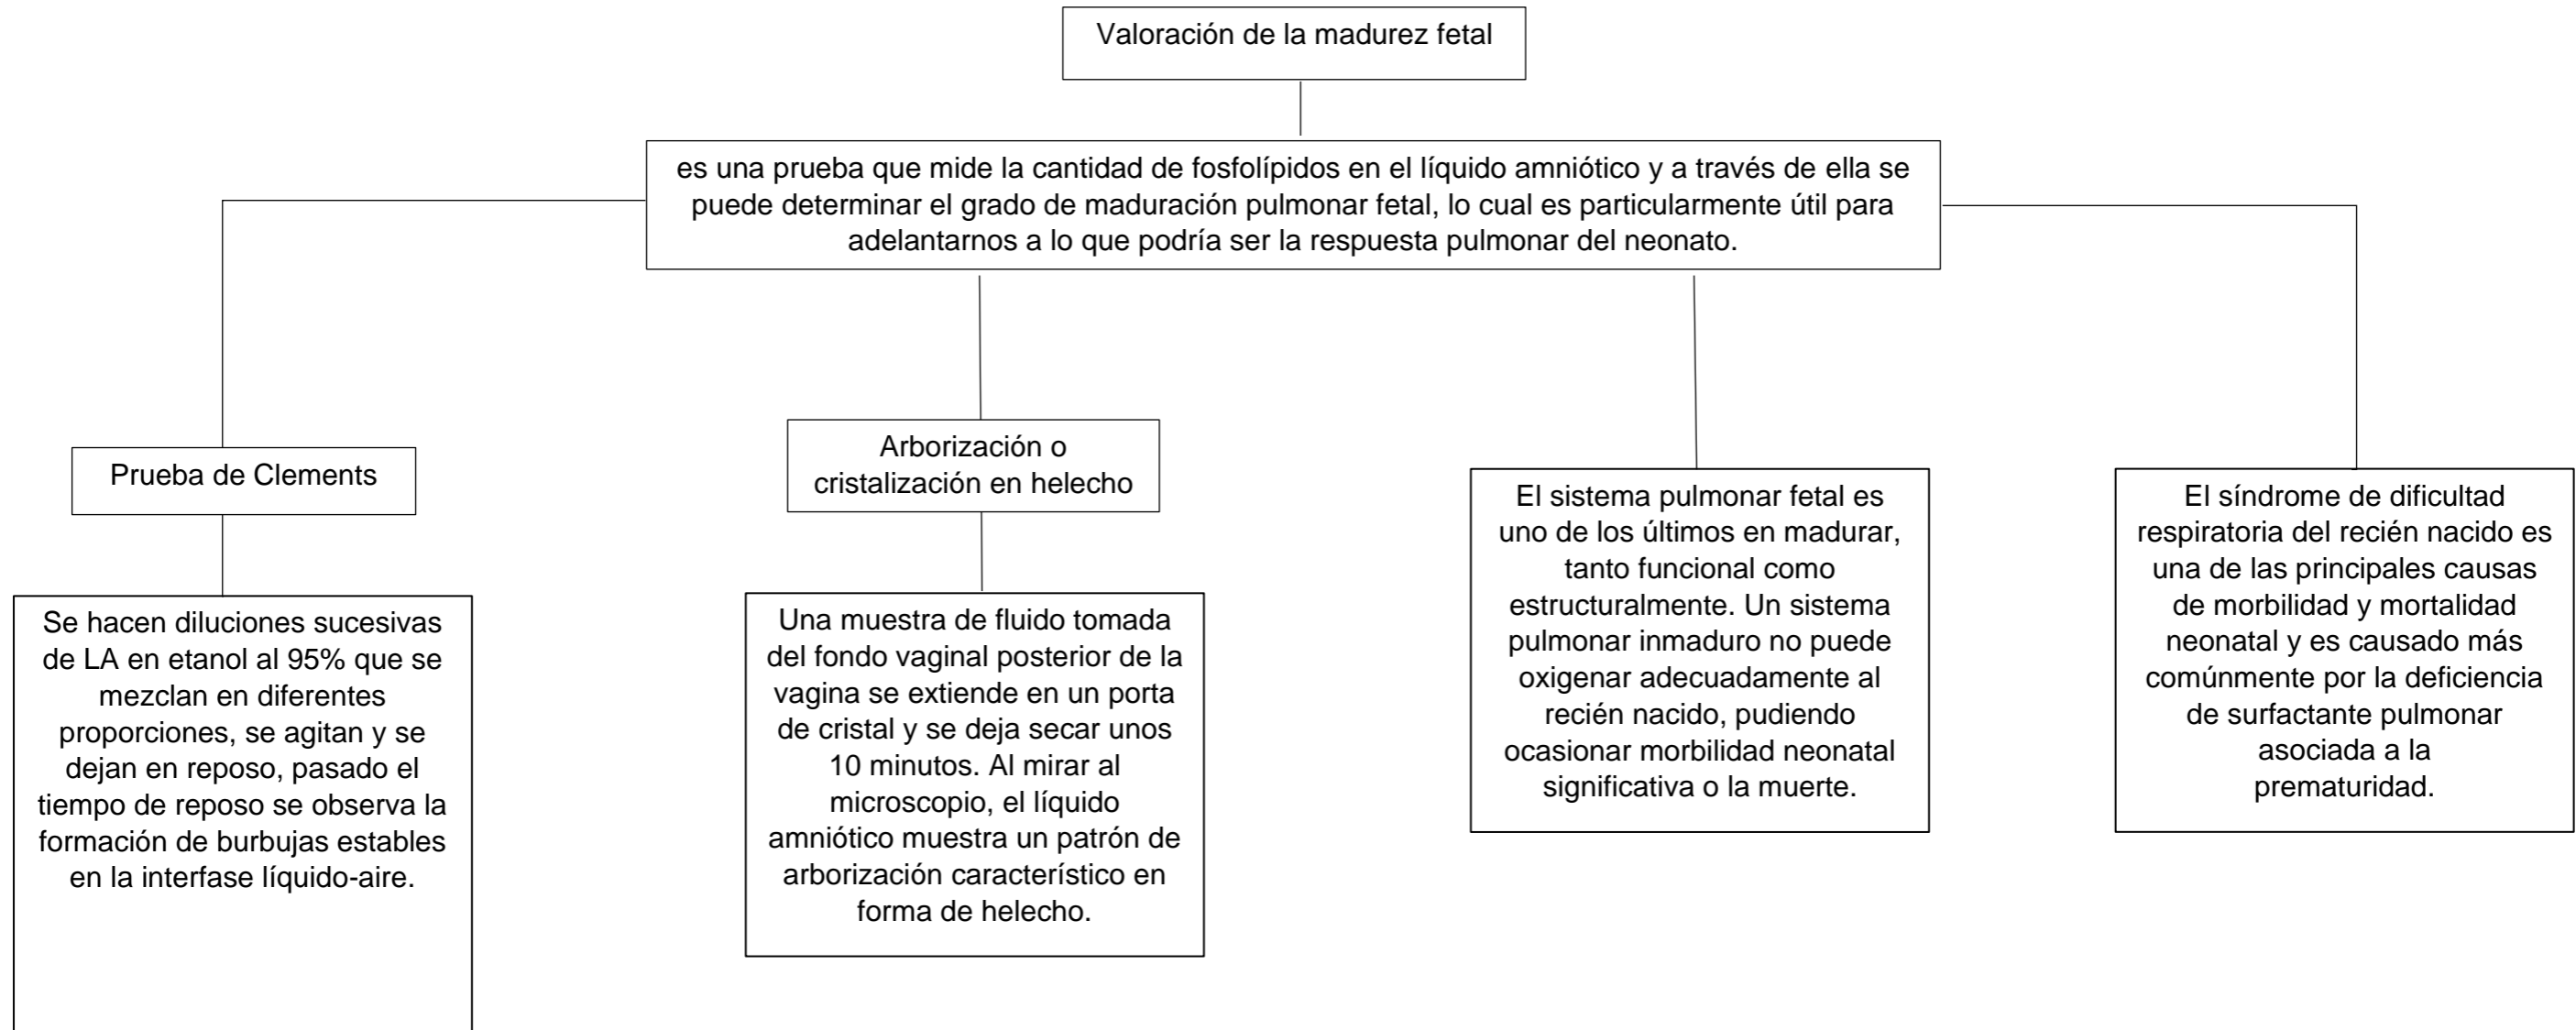 Valoración de la madurez fetal
es una prueba que mide la cantidad de fosfolípidos en el líquido amniótico y a través de ella se
puede determinar el grado de maduración pulmonar fetal, lo cual es particularmente útil para
adelantarnos a lo que podría ser la respuesta pulmonar del neonato.
Prueba de Clements
Se hacen diluciones sucesivas
de LA en etanol al 95% que se
mezclan en diferentes
proporciones, se agitan y se
dejan en reposo, pasado el
tiempo de reposo se observa la
formación de burbujas estables
en la interfase líquido-aire.
Arborización o
cristalización en helecho
Una muestra de fluido tomada
del fondo vaginal posterior de la
vagina se extiende en un porta
de cristal y se deja secar unos
10 minutos. Al mirar al
microscopio, el líquido
amniótico muestra un patrón de
arborización característico en
forma de helecho.
El sistema pulmonar fetal es
uno de los últimos en madurar,
tanto funcional como
estructuralmente. Un sistema
pulmonar inmaduro no puede
oxigenar adecuadamente al
recién nacido, pudiendo
ocasionar morbilidad neonatal
significativa o la muerte.
El síndrome de dificultad
respiratoria del recién nacido es
una de las principales causas
de morbilidad y mortalidad
neonatal y es causado más
comúnmente por la deficiencia
de surfactante pulmonar
asociada a la
prematuridad.